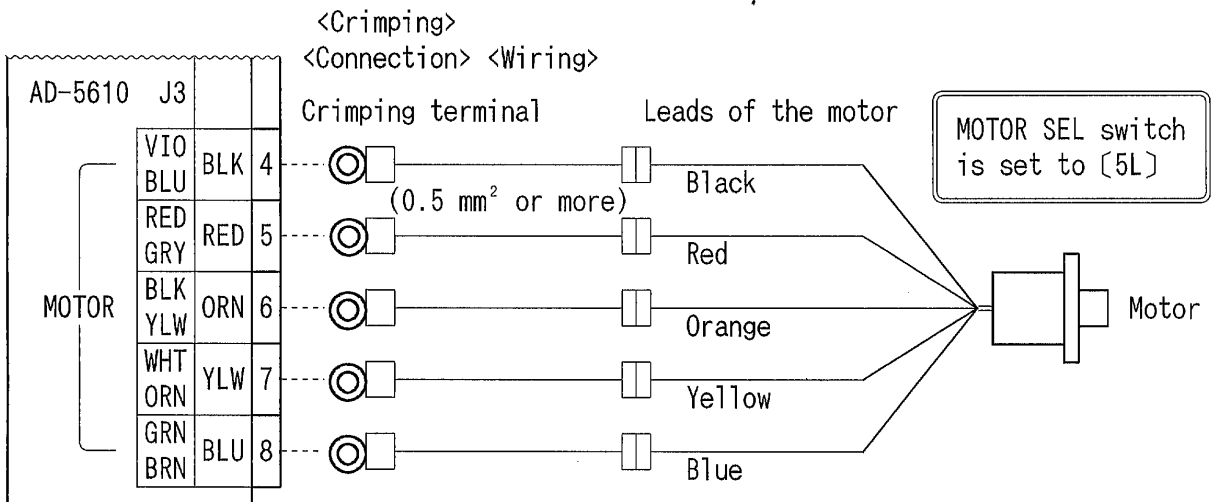 <Crimping>
<Connection> <Wiring>
AD-5610 J3
Crimping terminal
Leads of the motor
MOTOR SEL switch
is set to [5L]
VIO
BLU
BLK 4
Black
(0.5 mm² or more)
RED
GRY
RED 5
Red
MOTOR
BLK
YLW
ORN 6
Orange
Motor
WHT
ORN
YLW 7
Yellow
GRN
BRN
BLU 8
Blue